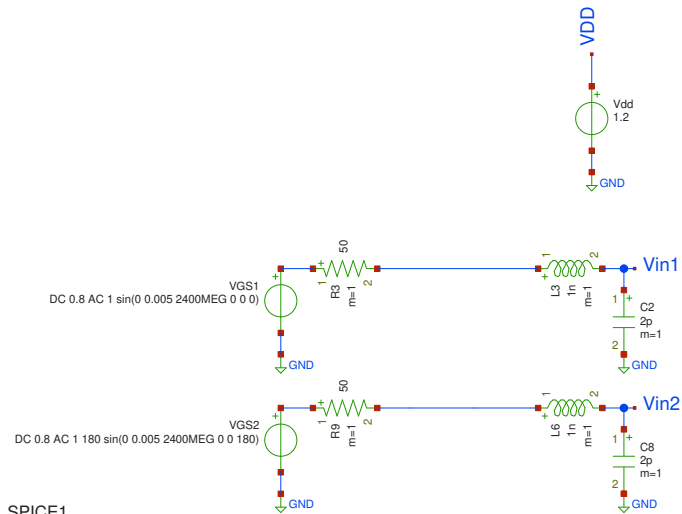 VDD
+
Vdd
1.2
GND
50
+
1
R3
m=1
2
1
2
+
L3
1n
m=1
Vin1
VGS1
DC 0.8 AC 1 sin(0 0.005 2400MEG 0 0 0)
+
GND
1
+
C2
2p
m=1
2
GND
50
+
1
R9
m=1
2
1
2
+
L6
1n
m=1
Vin2
VGS2
DC 0.8 AC 1 180 sin(0 0.005 2400MEG 0 0 180)
+
GND
1
+
C8
2p
m=1
2
GND
SPICE1